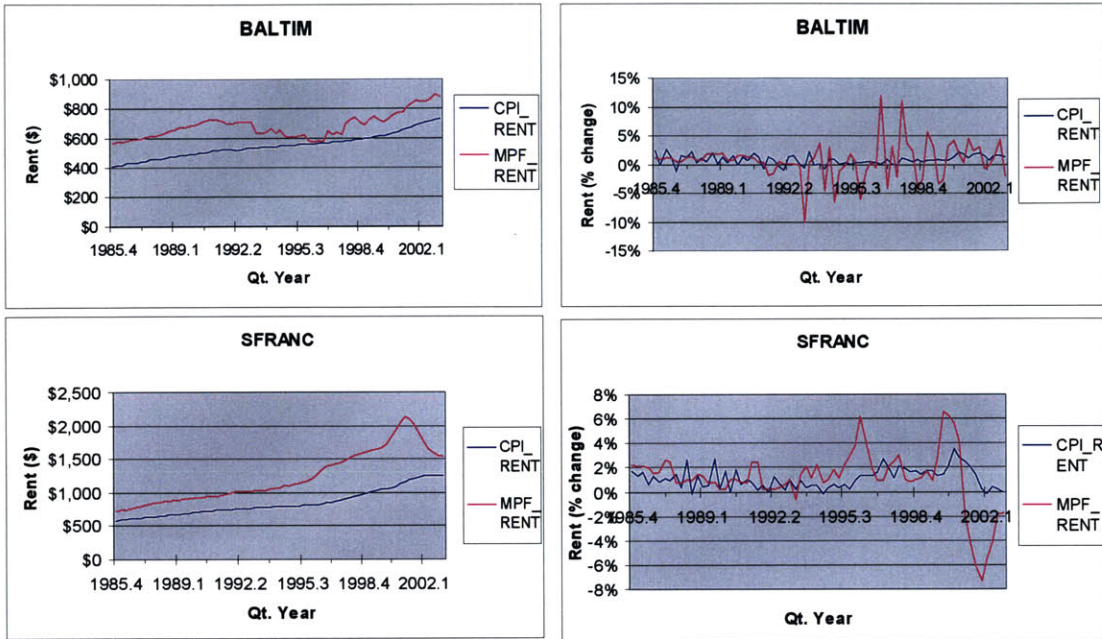 BALTIM
$1,000
$800
$600
$400
$200
$0
Rent ($)
1985.4 1989.1 1992.2 1995.3 1998.4 2002.1
Qt. Year
CPI_
RENT
MPF_
RENT
BALTIM
15%
10%
5%
0%
-5%
-10%
-15%
Rent (% change)
1985.4 1989.1 1992.2 1995.3 1998.4 2002.1
Qt. Year
CPI_
RENT
MPF_
RENT
SFRANC
$2,500
$2,000
$1,500
$1,000
$500
$0
Rent ($)
1985.4 1989.1 1992.2 1995.3 1998.4 2002.1
Qt. Year
CPI_
RENT
MPF_
RENT
SFRANC
8%
6%
4%
2%
0%
-2%
-4%
-6%
-8%
Rent (% change)
1985.4 1989.1 1992.2 1995.3 1998.4 2002.1
Qt. Year
CPI_R
ENT
MPF_
RENT